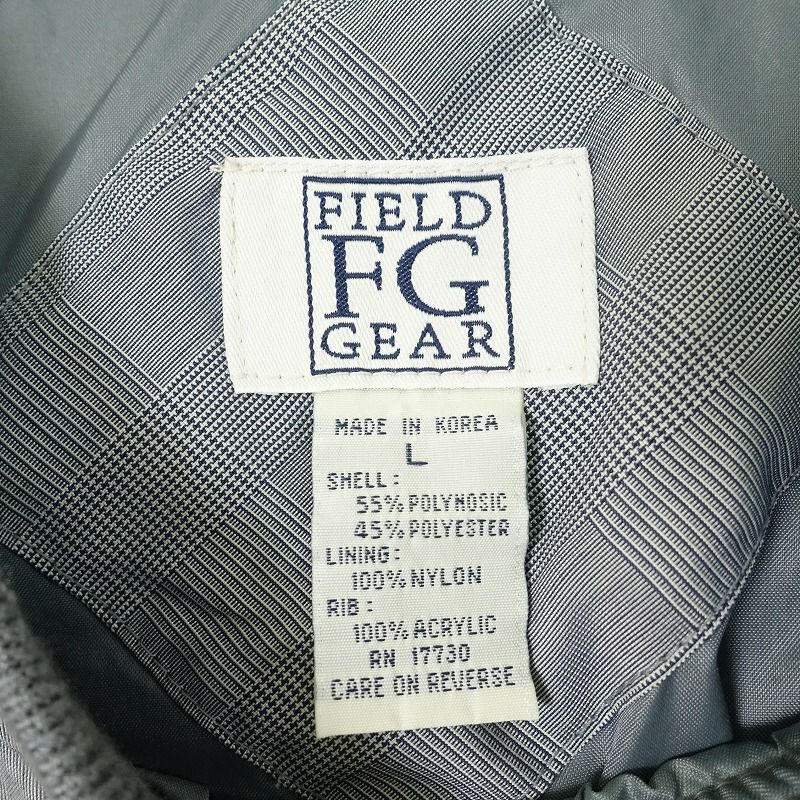 FIELD
FG
GEAR
MADE IN KOREA
L
SHELL:
55% POLYNOSIC
45% POLYESTER
LINING:
100% NYLON
RIB:
100% ACRYLIC
RN 17730
CARE ON REVERSE